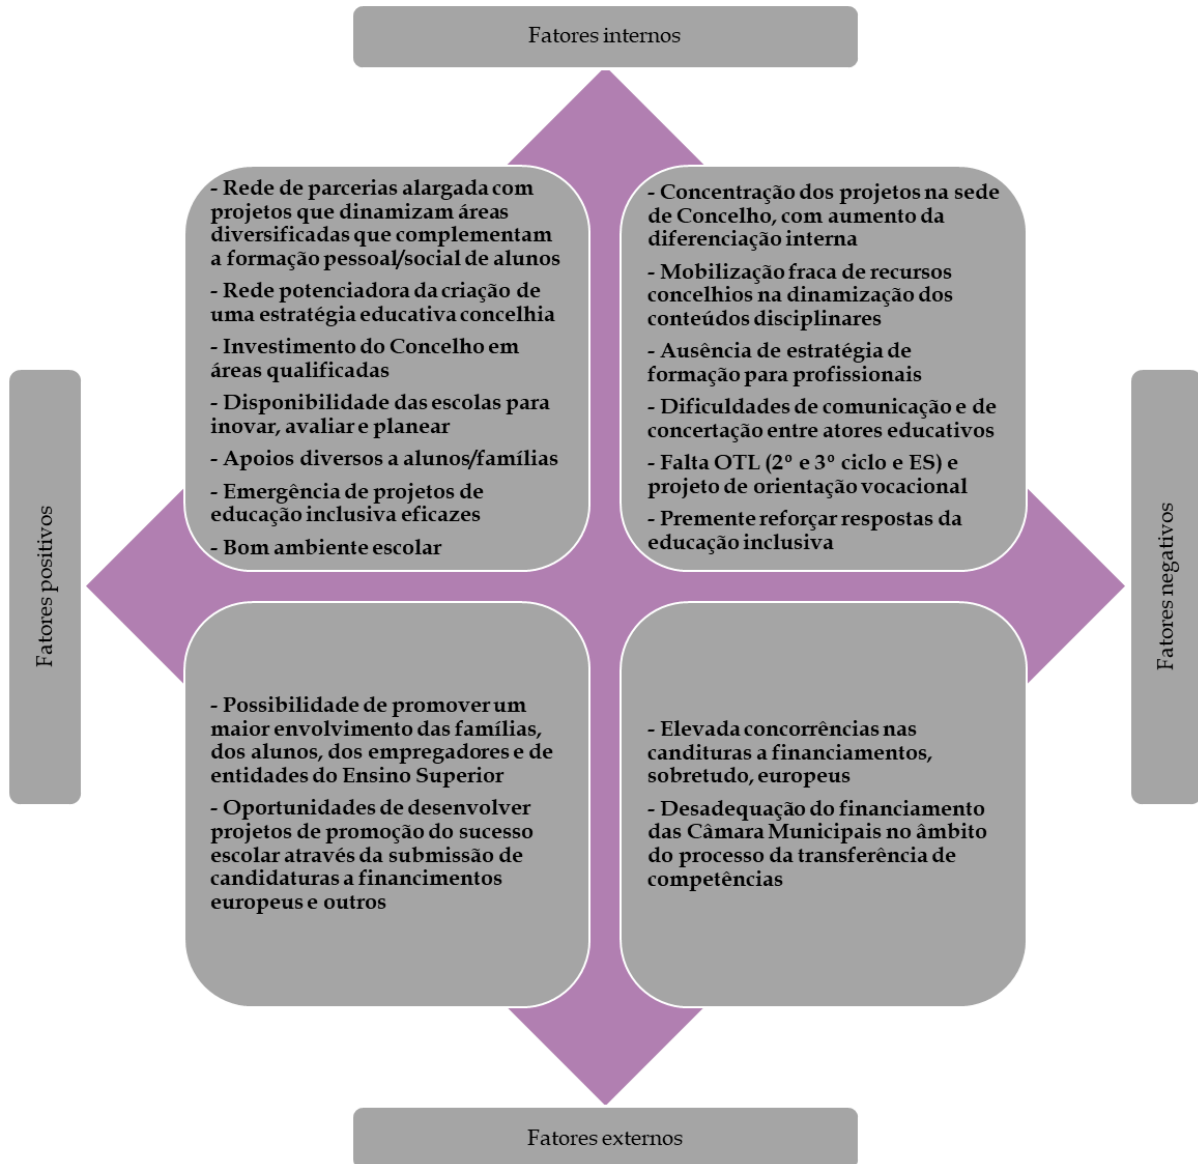 Fatores internos
- Rede de parcerias alargada com
projetos que dinamizam áreas
diversificadas que complementam
a formação pessoal/social de alunos
- Rede potenciadora da criação de
uma estratégia educativa concelhia
- Investimento do Concelho em
áreas qualificadas
- Disponibilidade das escolas para
inovar, avaliar e planear
- Apoios diversos a alunos/famílias
- Emergência de projetos de
educação inclusiva eficazes
- Bom ambiente escolar
- Concentração dos projetos na sede
de Concelho, com aumento da
diferenciação interna
- Mobilização fraca de recursos
concelhios na dinamização dos
conteúdos disciplinares
- Ausência de estratégia de
formação para profissionais
- Dificuldades de comunicação e de
concertação entre atores educativos
- Falta OTL (2º e 3º ciclo e ES) e
projeto de orientação vocacional
- Premente reforçar respostas da
educação inclusiva
Fatores positivos
Fatores negativos
- Possibilidade de promover um
maior envolvimento das famílias,
dos alunos, dos empregadores e de
entidades do Ensino Superior
- Oportunidades de desenvolver
projetos de promoção do sucesso
escolar através da submissão de
candidaturas a financimentos
europeus e outros
- Elevada concorrências nas
candituras a financiamentos,
sobretudo, europeus
- Desadequação do financiamento
das Câmara Municipais no âmbito
do processo da transferência de
competências
Fatores externos